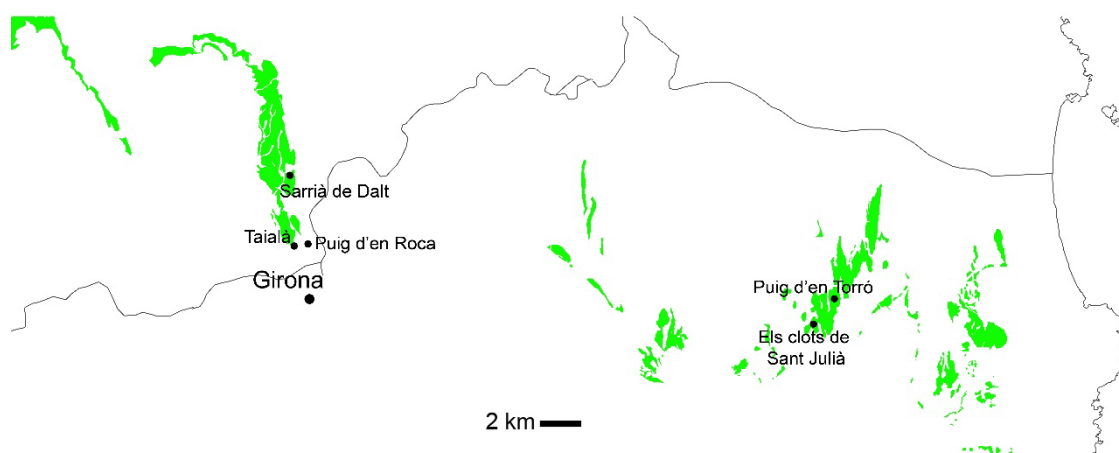 Sarrià de Dalt
Taialà
Puig d'en Roca
Girona
Puig d'en Torró
Els clots de
Sant Julià
2 km